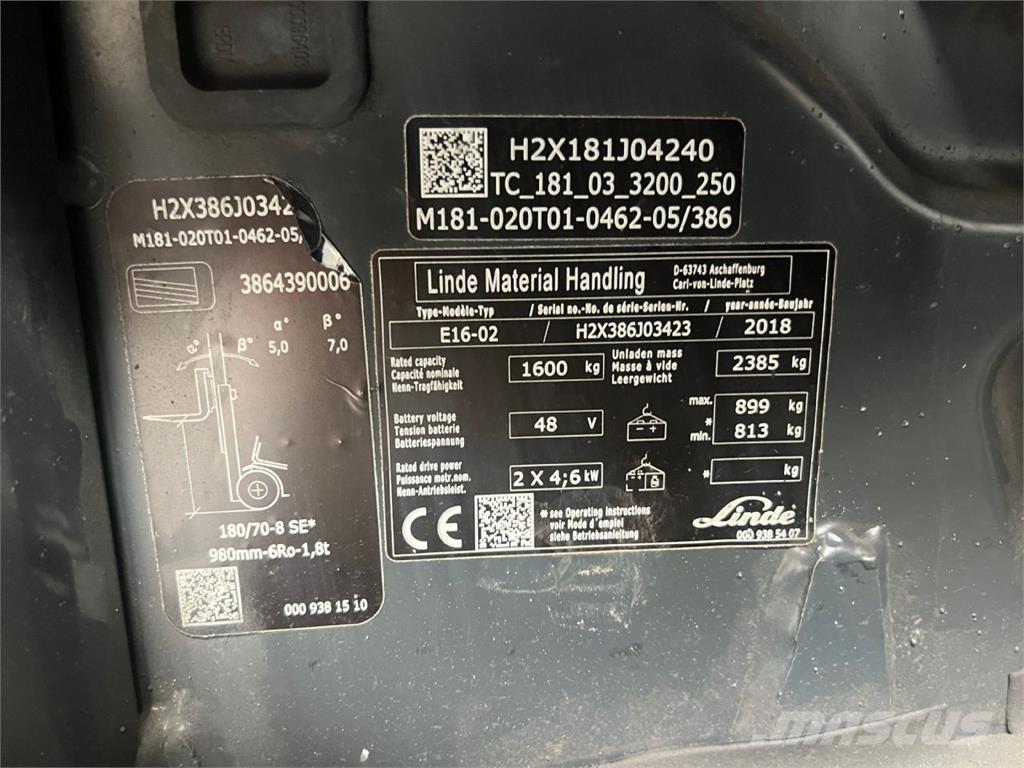 H2X181J04240
TC_181_03_3200_250
M181-020T01-0462-05/386
H2X386J0342
M181-020T01-0462-05/
3864390006
α° β°
α° β° 5,0 7,0
180/70-8 SE*
980mm-6Ro-1,8t
000 938 15 10
Linde Material Handling
D-63743 Aschaffenburg
Carl-von-Linde-Platz
Type-Modèle-Typ / Serial no.-No. de série-Serien-Nr. / year-année-Baujahr
E16-02 / H2X386J03423 / 2018
Rated capacity
Capacité nominale
Nenn-Tragfähigkeit
1600 kg
Unladen mass
Masse à vide
Leergewicht
2385 kg
Battery voltage
Tension batterie
Batteriespannung
48 V
- +
max. 899 kg
*
min. 813 kg
Rated drive power
Puissance motr.nom.
Nenn-Antriebsleist.
2 X 4;6 kW
* kg
CE
* see Operating Instructions
voir Mode d'emploi
siehe Betriebsanleitung
Linde
000 938 54 07
MASCUS